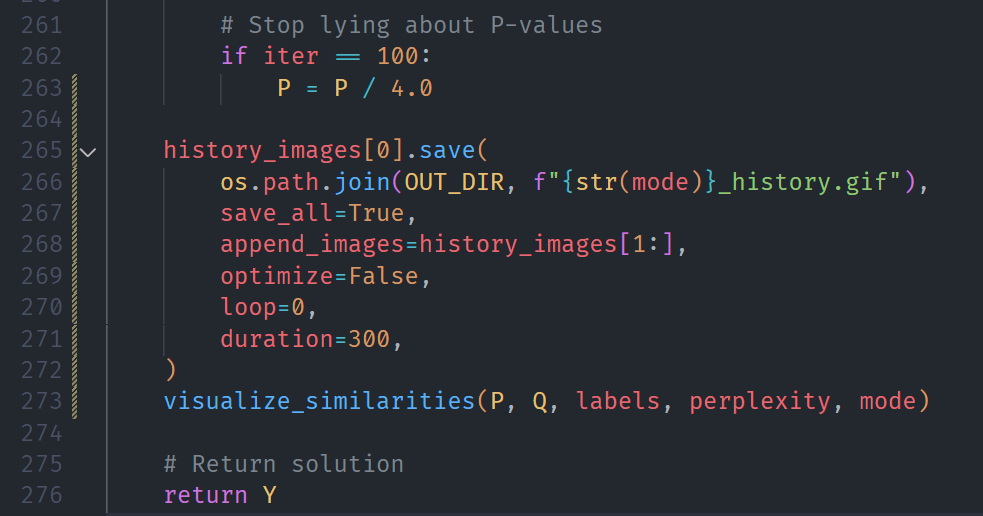 261 # Stop lying about P-values
262 if iter == 100:
263 P = P / 4.0
264
265 history_images[0].save(
266 os.path.join(OUT_DIR, f"{str(mode)}_history.gif"),
267 save_all=True,
268 append_images=history_images[1:],
269 optimize=False,
270 loop=0,
271 duration=300,
272 )
273 visualize_similarities(P, Q, labels, perplexity, mode)
274
275 # Return solution
276 return Y